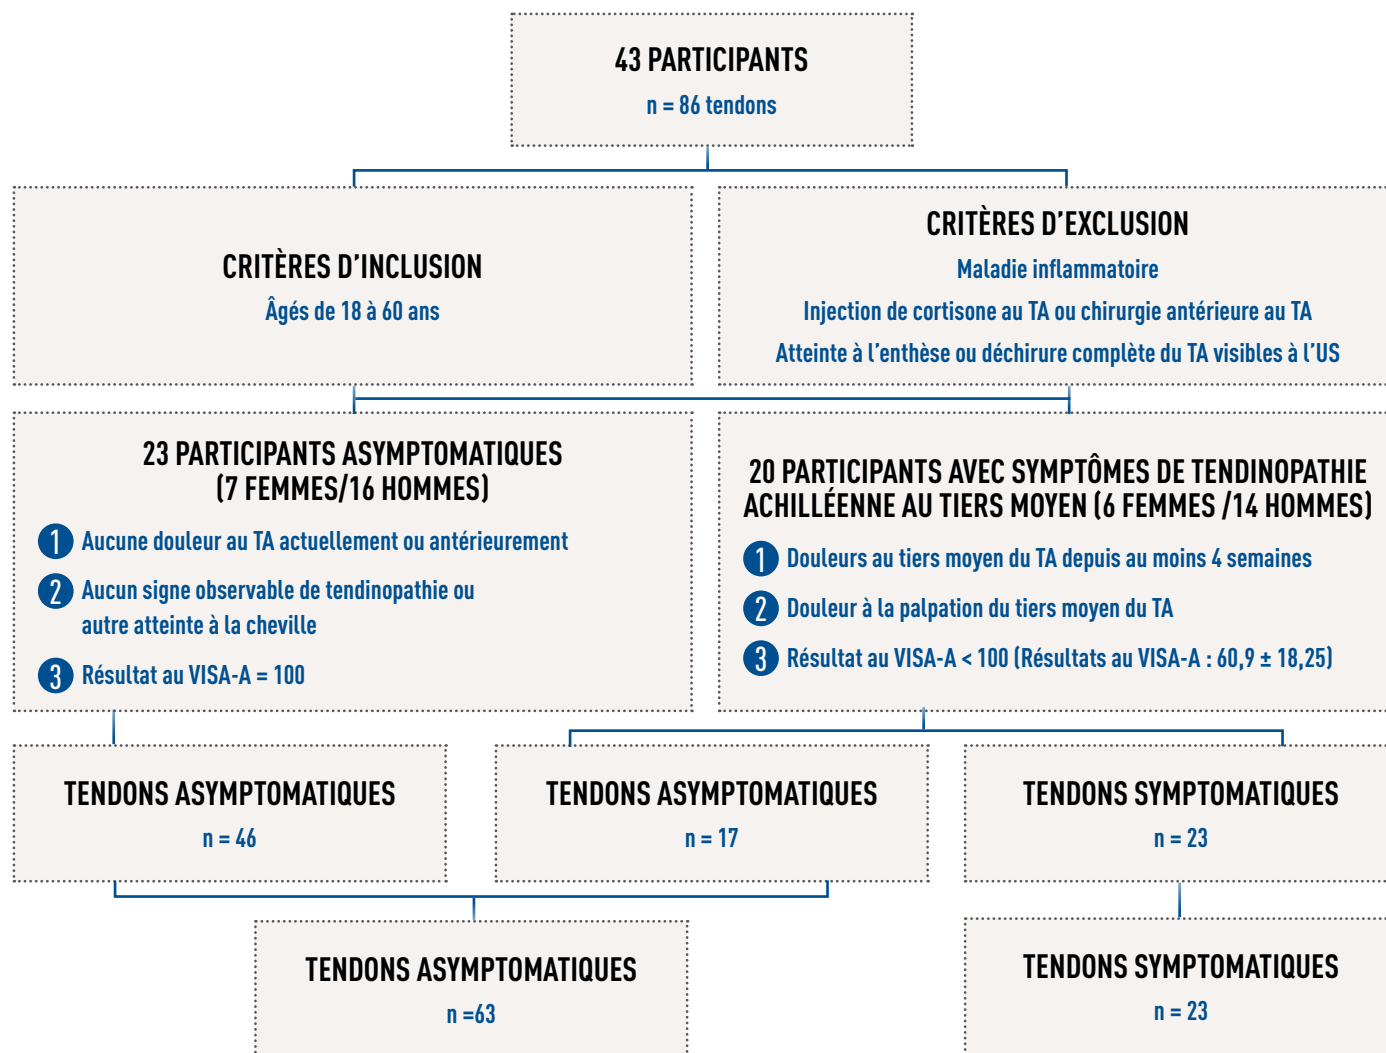 43 PARTICIPANTS
n = 86 tendons
CRITÈRES D'INCLUSION
Âgés de 18 à 60 ans
CRITÈRES D'EXCLUSION
Maladie inflammatoire
Injection de cortisone au TA ou chirurgie antérieure au TA
Atteinte à l'enthèse ou déchirure complète du TA visibles à l'US
23 PARTICIPANTS ASYMPTOMATIQUES
(7 FEMMES/16 HOMMES)
1 Aucune douleur au TA actuellement ou antérieurement
2 Aucun signe observable de tendinopathie ou
autre atteinte à la cheville
3 Résultat au VISA-A = 100
20 PARTICIPANTS AVEC SYMPTÔMES DE TENDINOPATHIE
ACHILLÉENNE AU TIERS MOYEN (6 FEMMES /14 HOMMES)
1 Douleurs au tiers moyen du TA depuis au moins 4 semaines
2 Douleur à la palpation du tiers moyen du TA
3 Résultat au VISA-A < 100 (Résultats au VISA-A : 60,9 ± 18,25)
TENDONS ASYMPTOMATIQUES
n = 46
TENDONS ASYMPTOMATIQUES
n = 17
TENDONS SYMPTOMATIQUES
n = 23
TENDONS ASYMPTOMATIQUES
n =63
TENDONS SYMPTOMATIQUES
n = 23